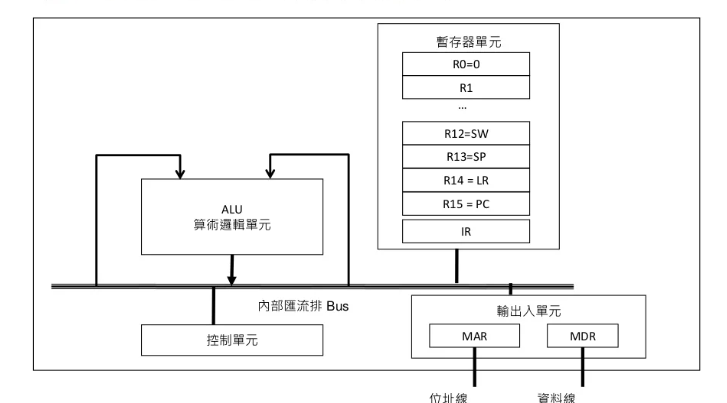 暫存器單元
R0=0
R1
...
R12=SW
R13=SP
R14 = LR
R15 = PC
IR
ALU
算術邏輯單元
內部匯流排 Bus
控制單元
輸出入單元
MAR
MDR
位址線
資料線